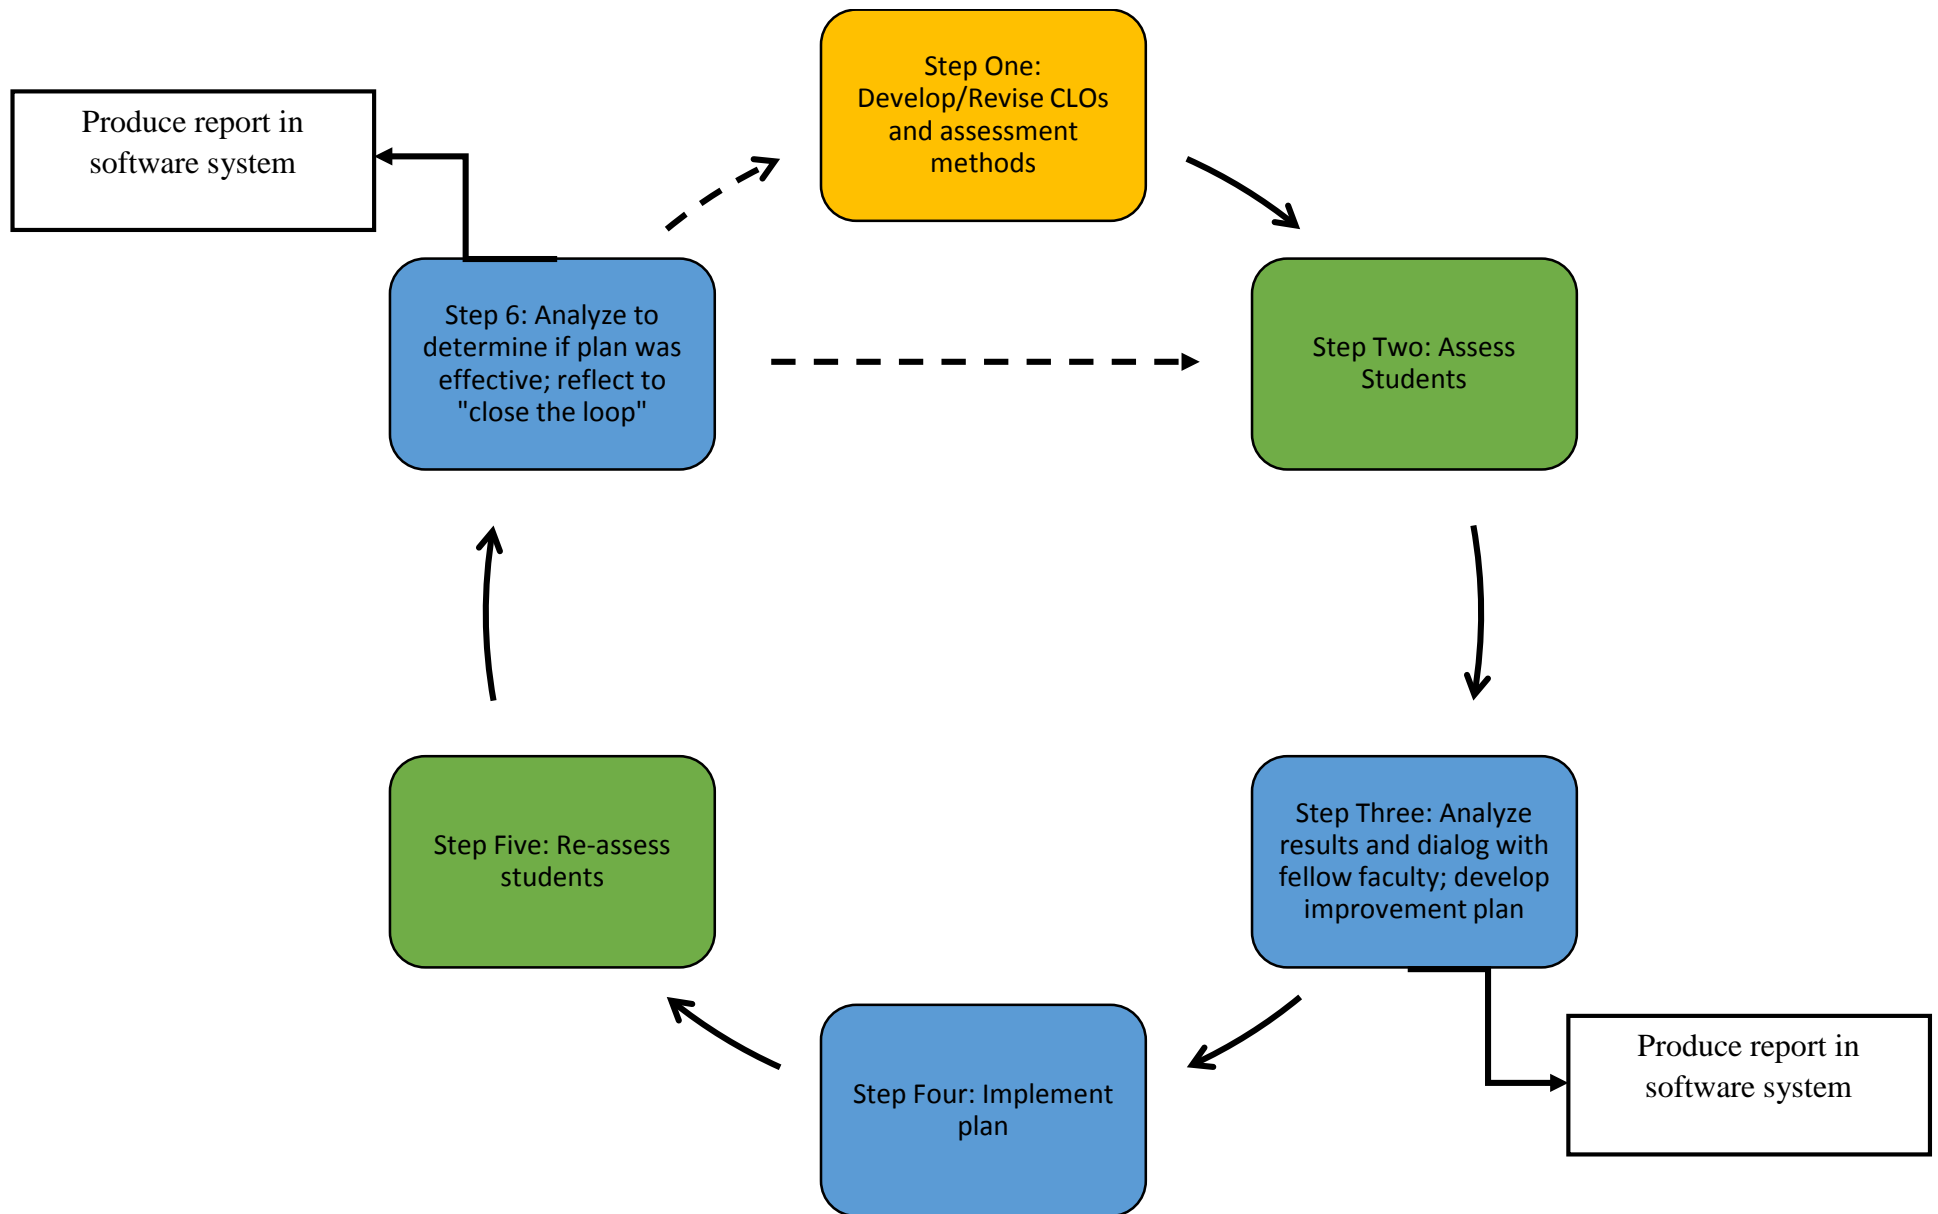 Step One:
Develop/Revise CLOs
and assessment
methods
Produce report in
software system
Step 6: Analyze to
determine if plan was
effective; reflect to
"close the loop"
Step Two: Assess
Students
Step Three: Analyze
results and dialog with
fellow faculty; develop
improvement plan
Step Five: Re-assess
students
Step Four: Implement
plan
Produce report in
software system